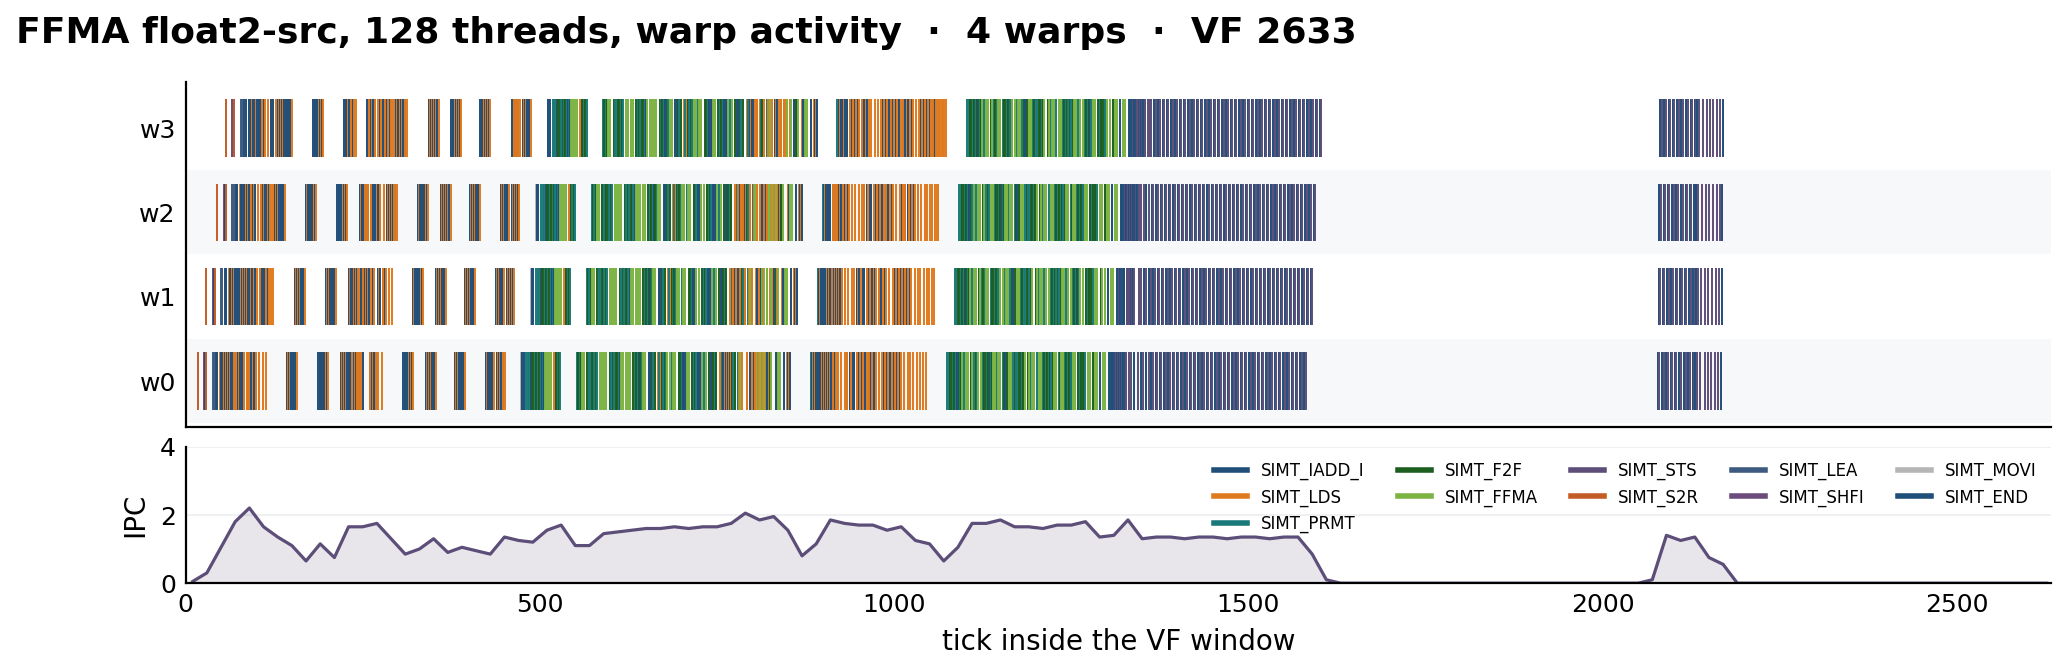 FFMA float2-src, 128 threads, warp activity · 4 warps · VF 2633
w3
w2
w1
w0
4
2
0
IPC
SIMT_IADD_I SIMT_F2F SIMT_STS SIMT_LEA SIMT_MOVI
SIMT_LDS SIMT_FFMA SIMT_S2R SIMT_SHFI SIMT_END
SIMT_PRMT
0 500 1000 1500 2000 2500
tick inside the VF window